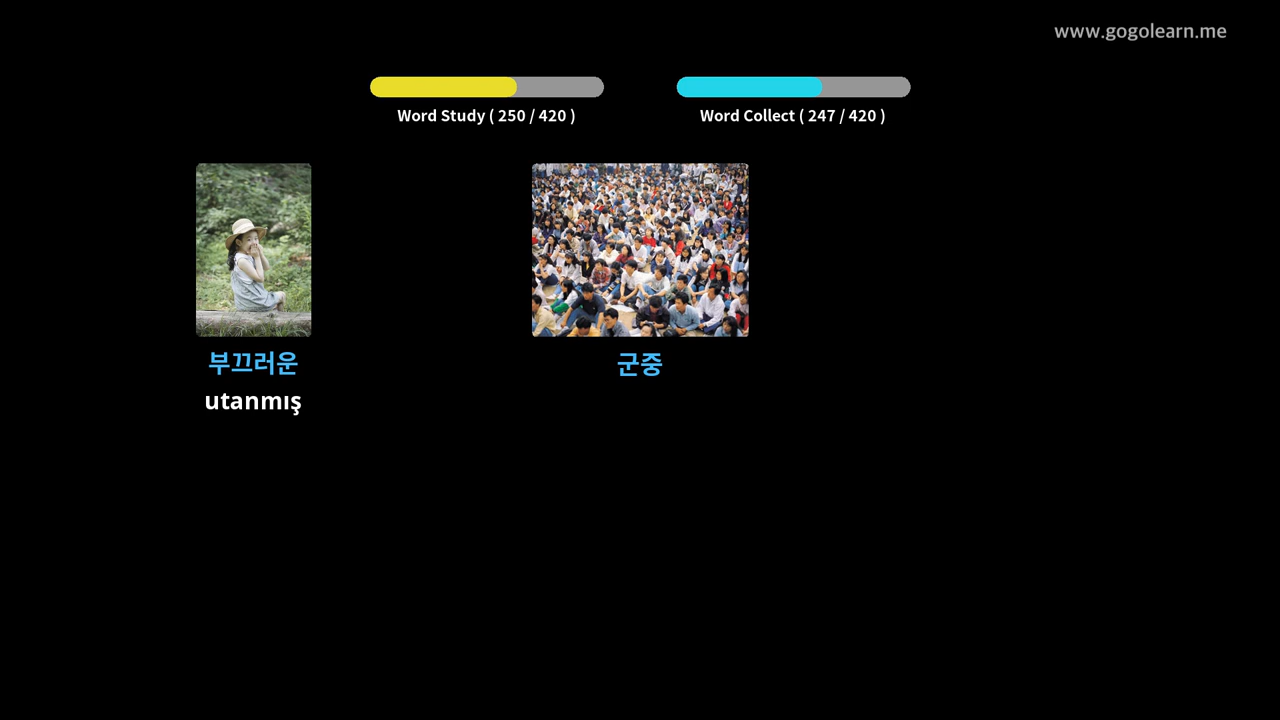 www.gogolearn.me
Word Study ( 250 / 420 )
Word Collect ( 247 / 420 )
부끄러운
군중
utanmış